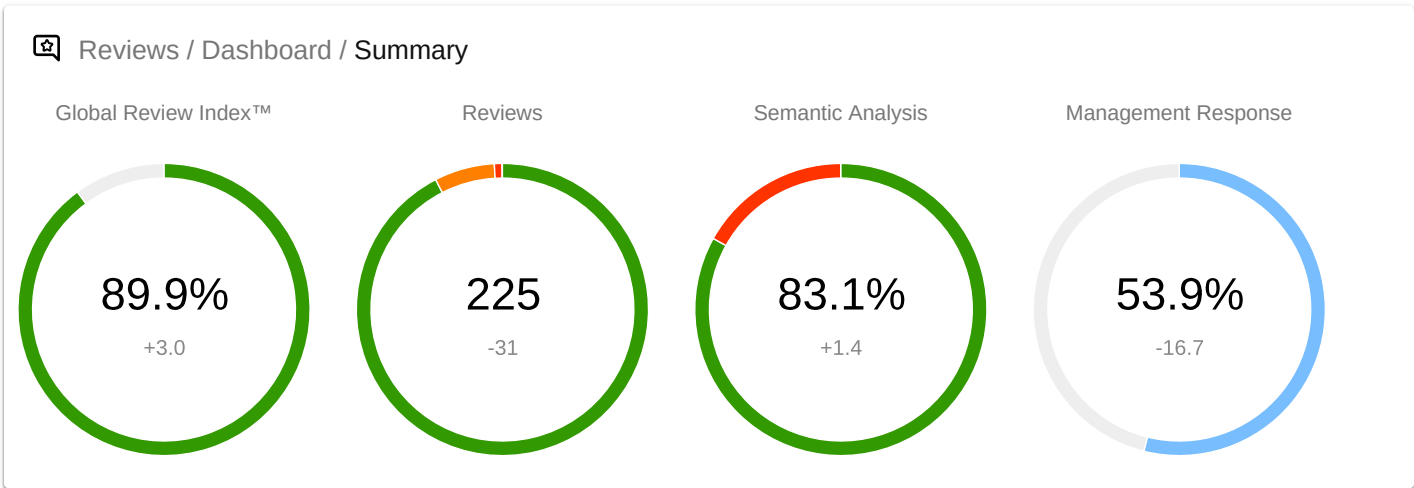 Reviews / Dashboard / Summary
Global Review Index™
Reviews
Semantic Analysis
Management Response
89.9%
225
83.1%
53.9%
+3.0
-31
+1.4
-16.7